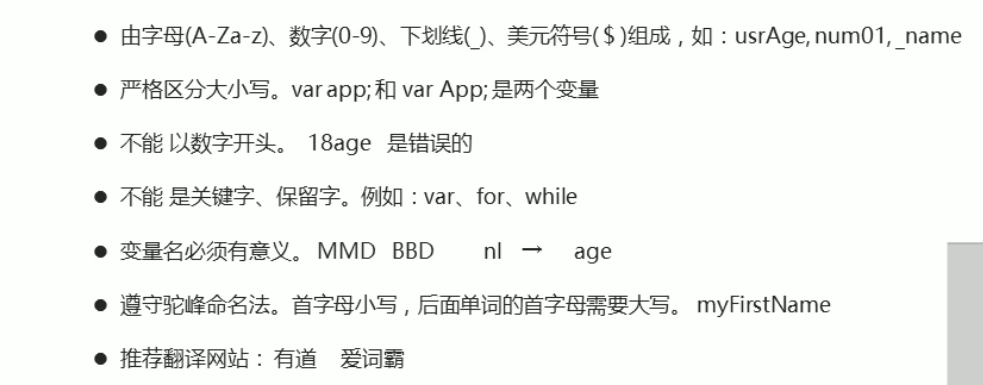 ● 由字母(A-Za-z)、数字(0-9)、下划线(_)、美元符号($)组成,如:usrAge, num01, _name
● 严格区分大小写。var app; 和 var App; 是两个变量
● 不能 以数字开头。 18age 是错误的
● 不能 是关键字、保留字。例如:var、for、while
● 变量名必须有意义。 MMD BBD nl → age
● 遵守驼峰命名法。首字母小写,后面单词的首字母需要大写。 myFirstName
● 推荐翻译网站: 有道 爱词霸